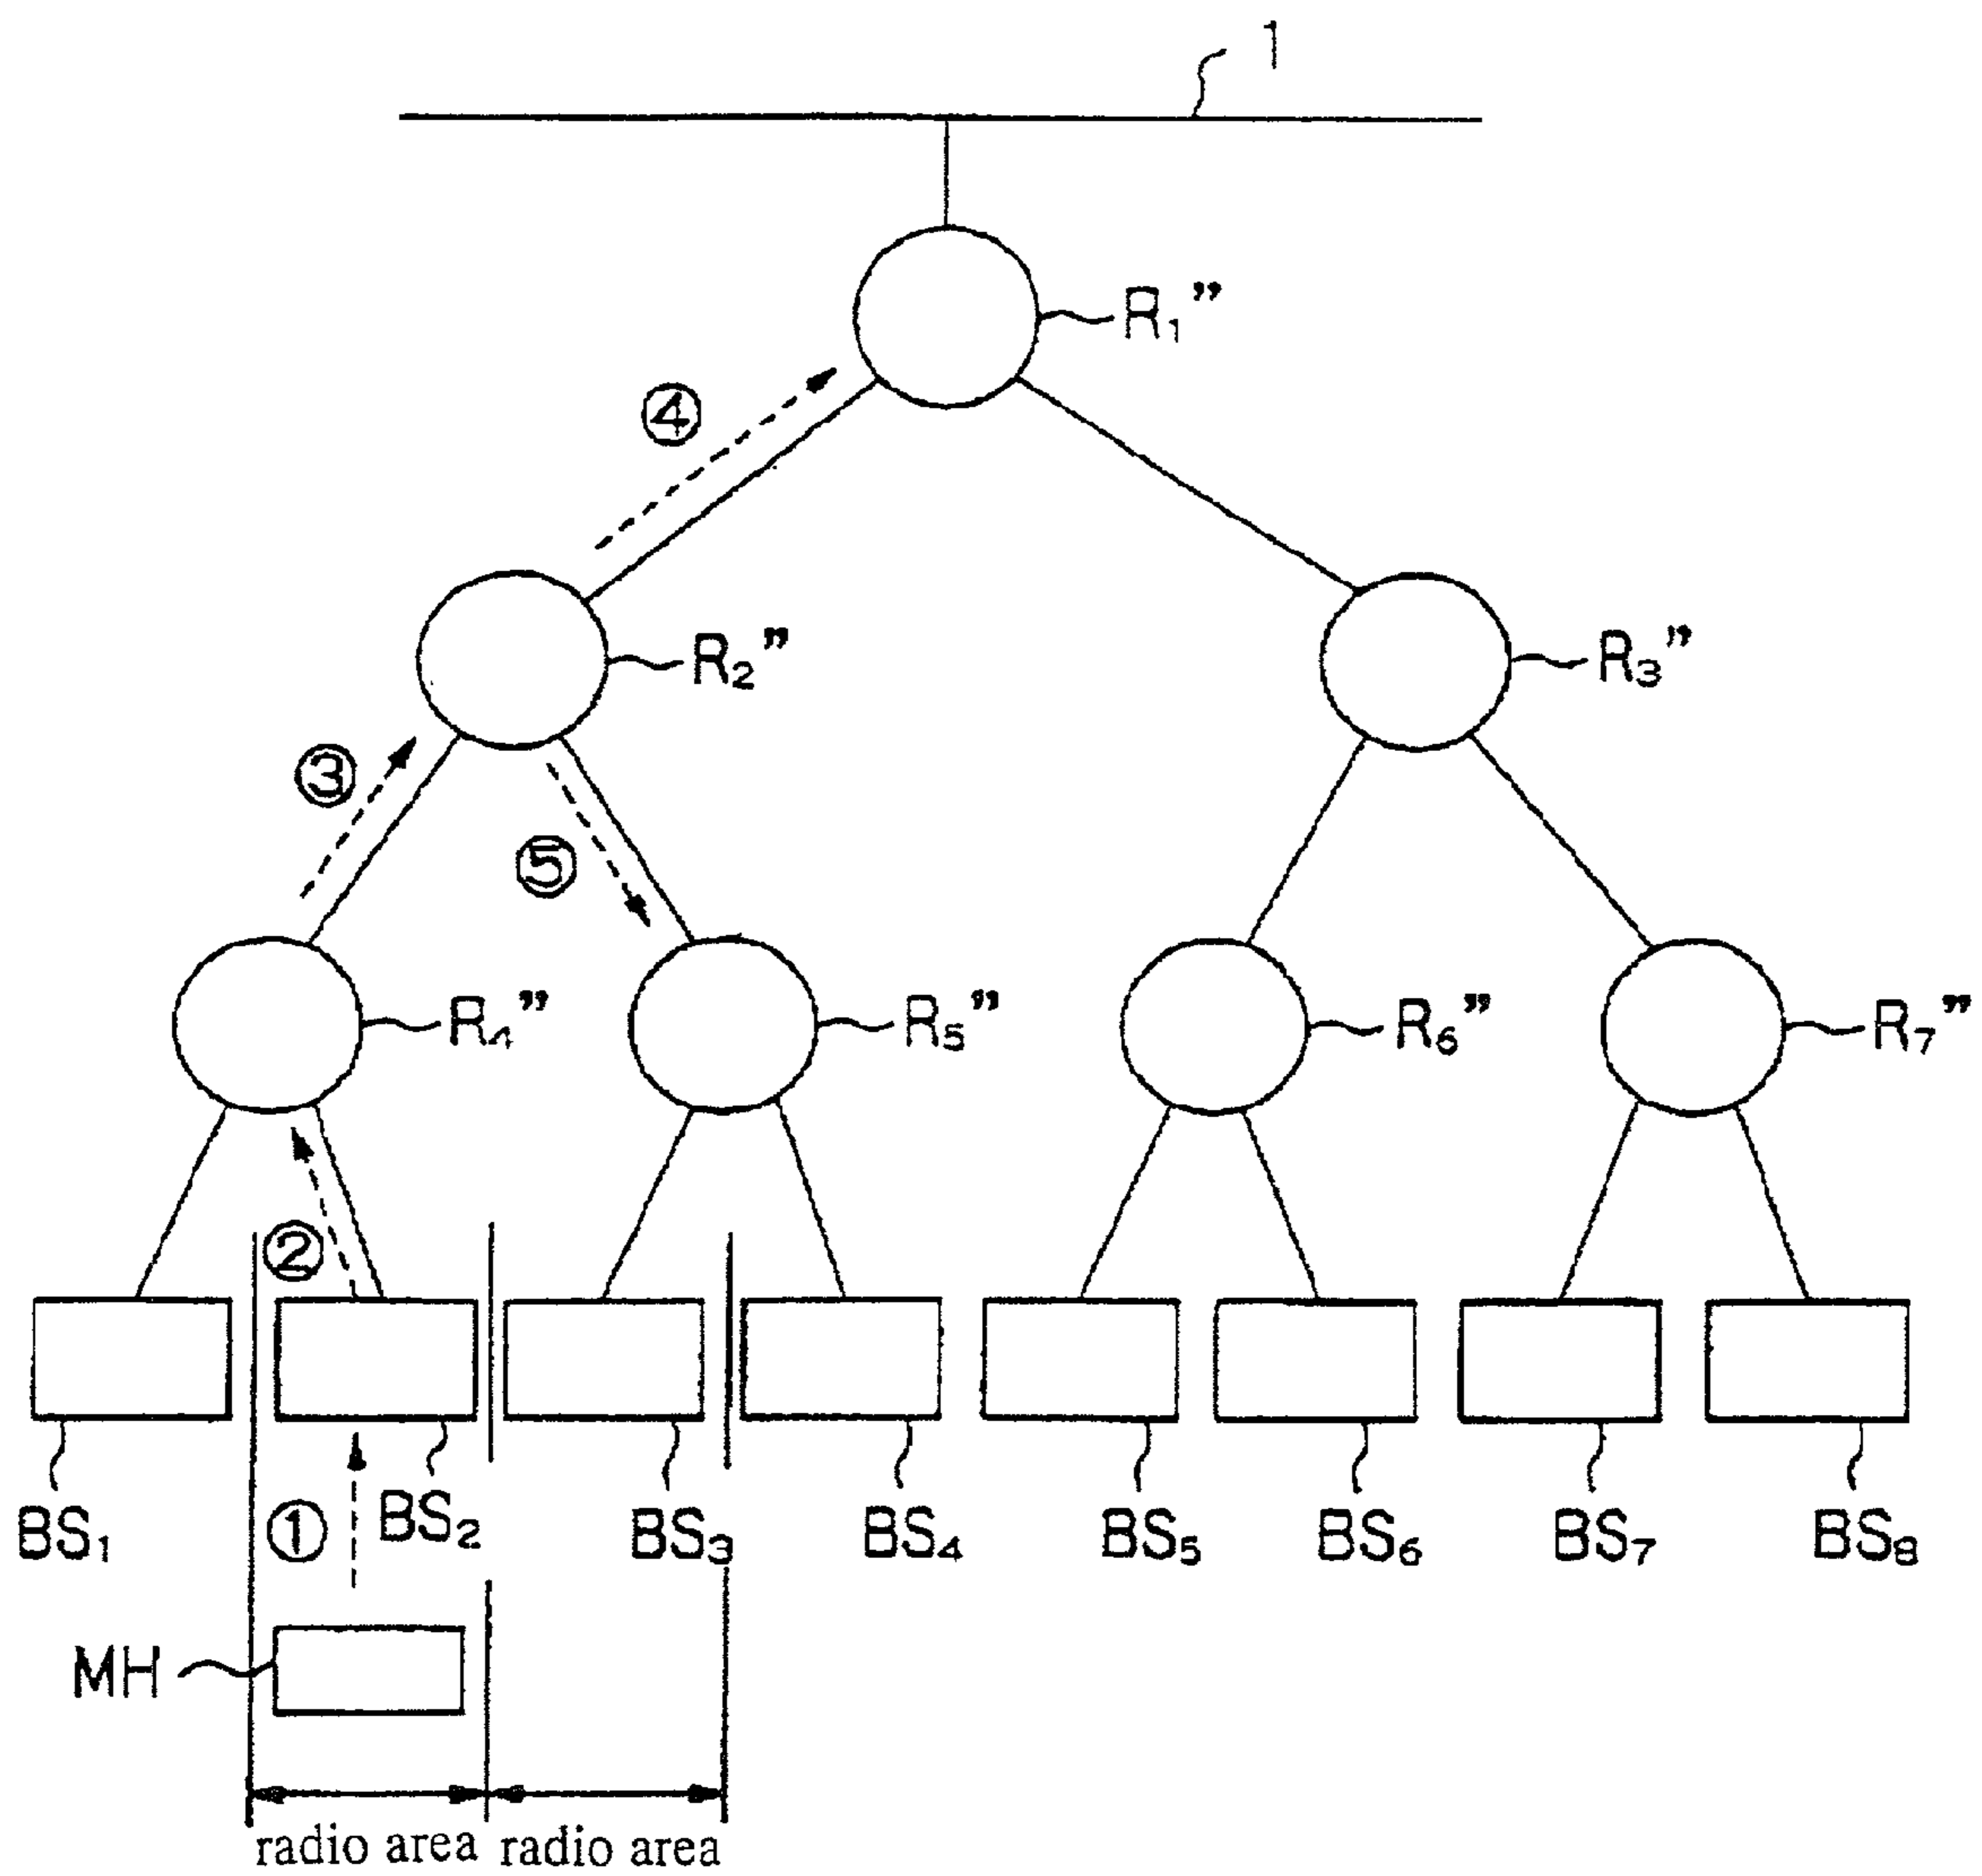 1
R₁”
④
R₂” R₃”
③
⑤
R₄” R₅” R₆” R₇”
②
BS₁ ① BS₂ BS₃ BS₄ BS₅ BS₆ BS₇ BS₈
MH
radio area radio area